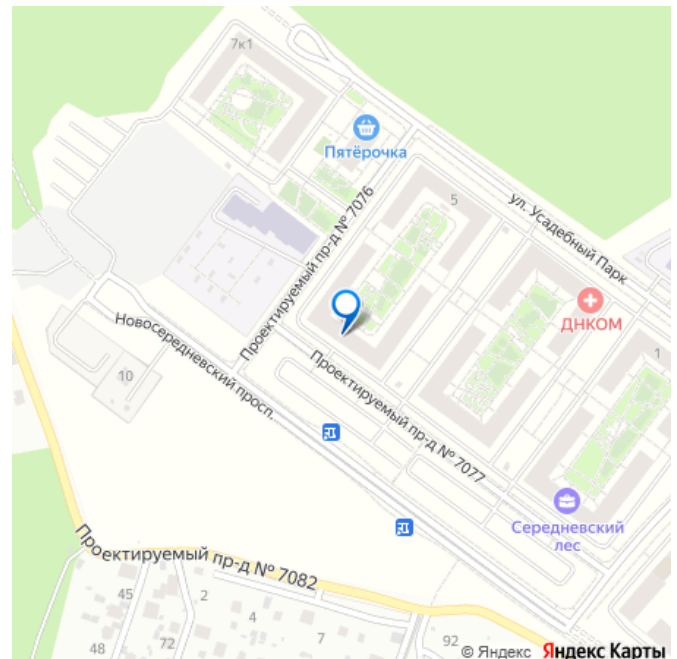 7к1
Пятёрочка
5
ул. Усадебный Парк
Проектируемый пр-д № 7076
ДНКОМ
1
Новосередневский просп.
10
Проектируемый пр-д № 7077
Середневский
лес
Проектируемый пр-д № 7082
45
2
4
7
48
72
92
© Яндекс Яндекс Карты